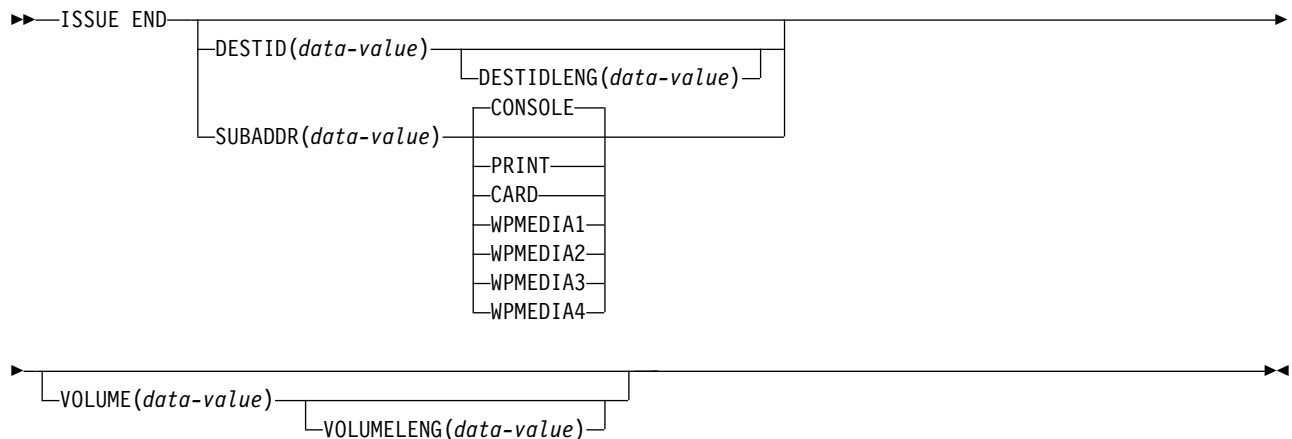 ISSUE END
DESTID(data-value)
DESTIDLENG(data-value)
CONSOLE
SUBADDR(data-value)
PRINT
CARD
WPMEDIA1
WPMEDIA2
WPMEDIA3
WPMEDIA4
VOLUME(data-value)
VOLUMELENG(data-value)